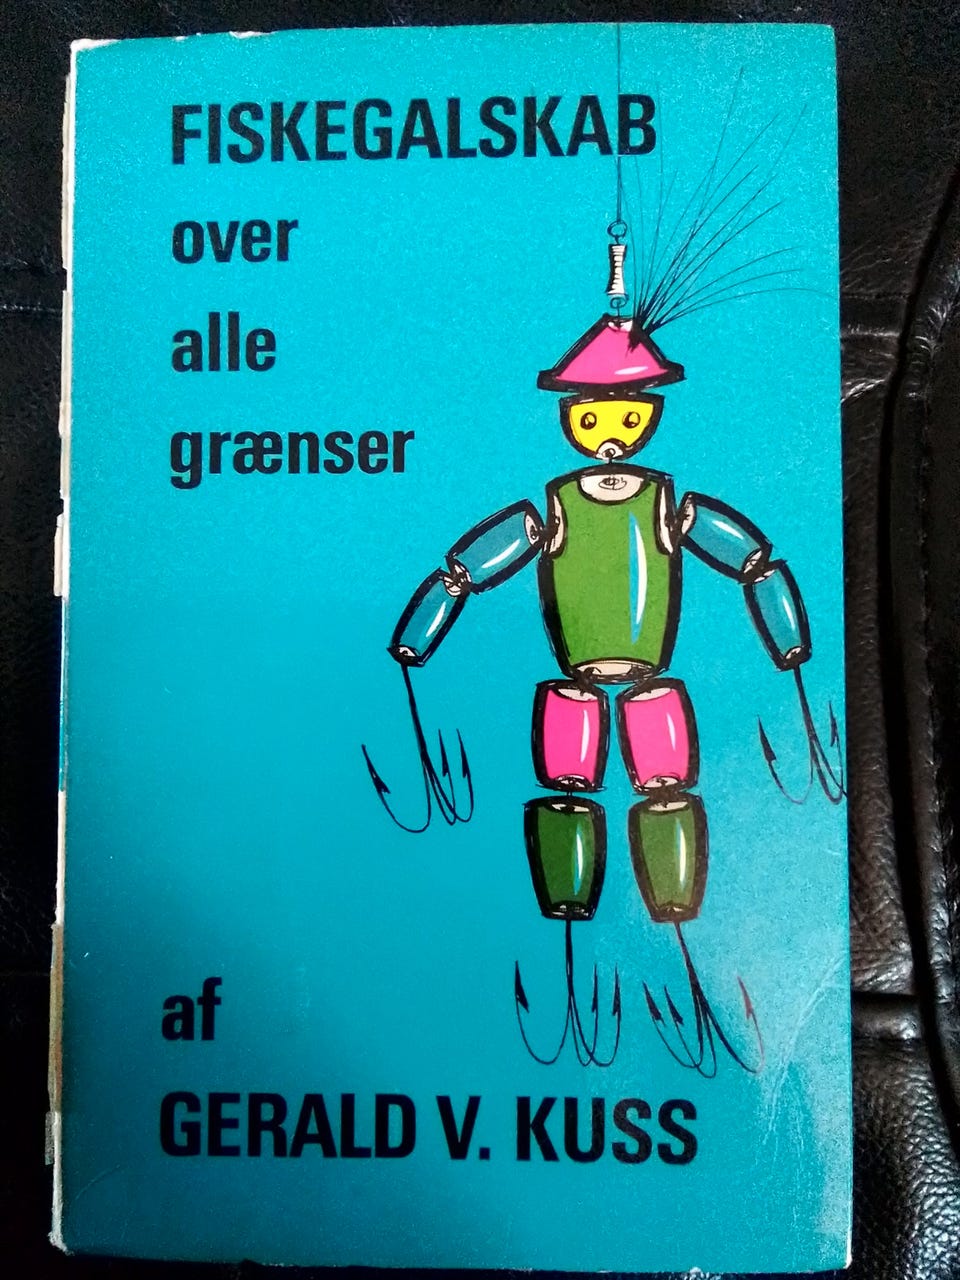 FISKEGALSKAB
over
alle
grænser
af
GERALD V. KUSS